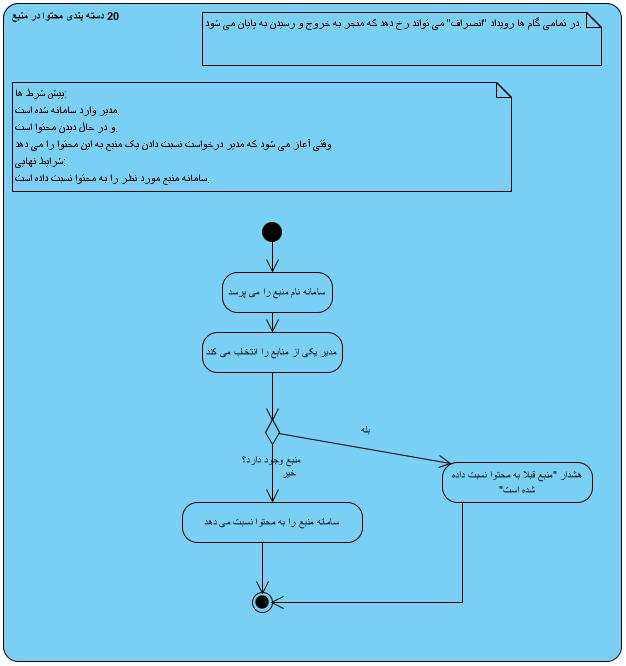 20 دسته بندی محتوا در منبع
در تمامی گام ها رویداد "انصراف" می تواند رخ دهد که منجر به خروج و رسیدن به پایان می شود.
پیش شرط ها:
مدیر وارد سامانه شده است.
و در حال دیدن محتوا است.
وقتی آغاز می شود که مدیر درخواست نسبت دادن یک منبع به این محتوا را می دهد
شرایط نهایی:
سامانه منبع مورد نظر را به محتوا نسبت داده است.
سامانه نام منبع را می پرسد
مدیر یکی از منابع را انتخاب می کند
بله
منبع وجود دارد؟
خیر
هشدار "منبع قبلا به محتوا نسبت داده
شده است"
سامانه منبع را به محتوا نسبت می دهد